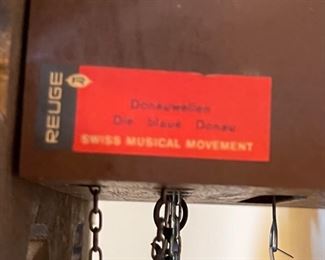 REUGE
R
Donauwellen
Die blaue Donau
SWISS MUSICAL MOVEMENT